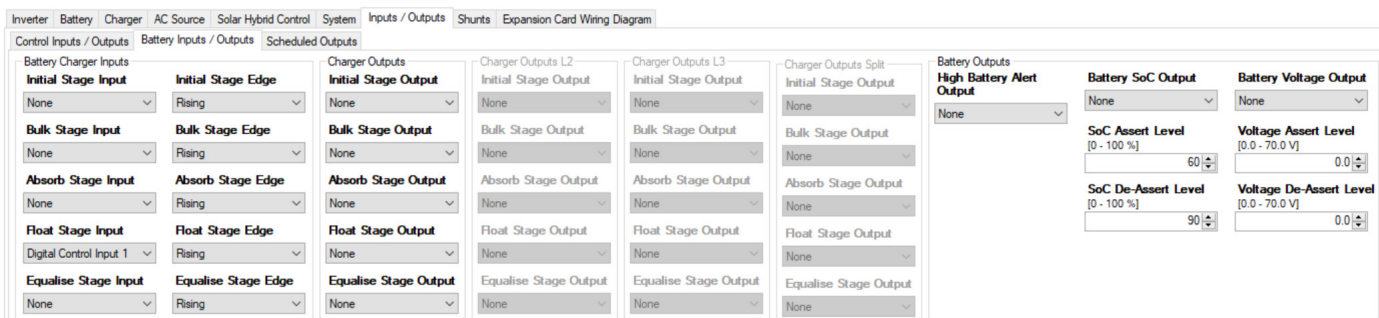 Inverter Battery Charger AC Source Solar Hybrid Control System Inputs / Outputs Shunts Expansion Card Wiring Diagram
Control Inputs / Outputs Battery Inputs / Outputs Scheduled Outputs
Battery Charger Inputs
Initial Stage Input Initial Stage Edge
None Rising
Bulk Stage Input Bulk Stage Edge
None Rising
Absorb Stage Input Absorb Stage Edge
None Rising
Float Stage Input Float Stage Edge
Digital Control Input 1 Rising
Equalise Stage Input Equalise Stage Edge
None Rising
Charger Outputs
Initial Stage Output
None
Bulk Stage Output
None
Absorb Stage Output
None
Float Stage Output
None
Equalise Stage Output
None
Charger Outputs L2
Initial Stage Output
None
Bulk Stage Output
None
Absorb Stage Output
None
Float Stage Output
None
Equalise Stage Output
None
Charger Outputs L3
Initial Stage Output
None
Bulk Stage Output
None
Absorb Stage Output
None
Float Stage Output
None
Equalise Stage Output
None
Charger Outputs Split
Initial Stage Output
None
Bulk Stage Output
None
Absorb Stage Output
None
Float Stage Output
None
Equalise Stage Output
None
Battery Outputs
High Battery Alert
Output
None
Battery SoC Output
None
SoC Assert Level
[0 - 100 %]
60
SoC De-Assert Level
[0 - 100 %]
90
Battery Voltage Output
None
Voltage Assert Level
[0.0 - 70.0 V]
0.0
Voltage De-Assert Level
[0.0 - 70.0 V]
0.0